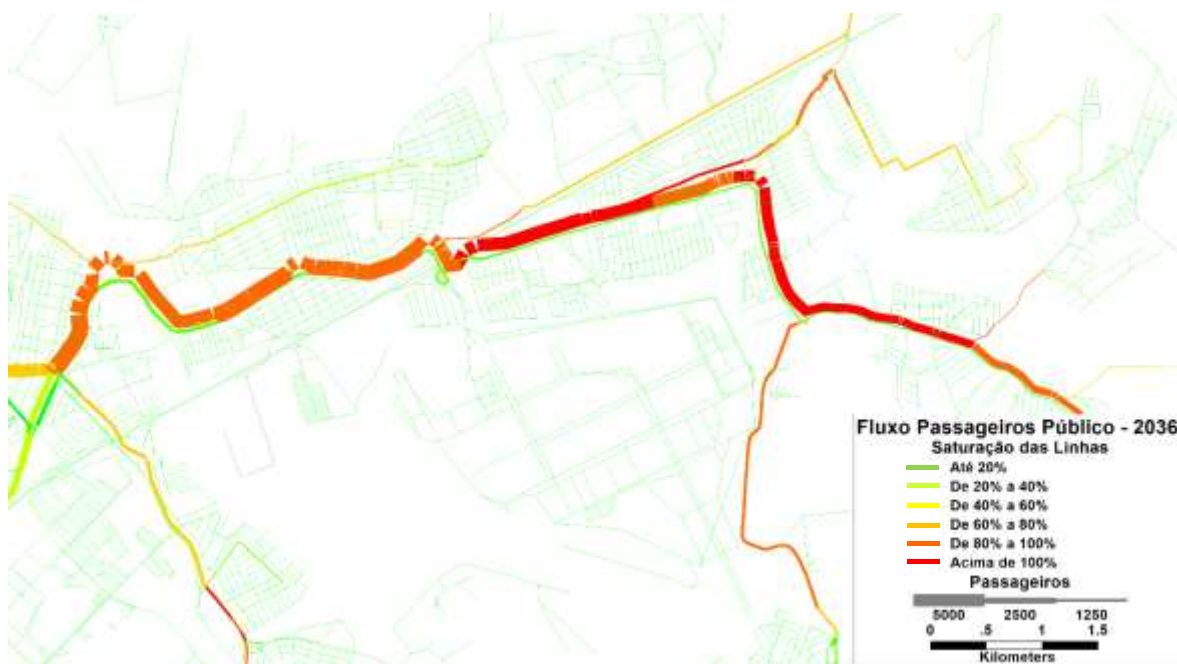 Fluxo Passageiros Público - 2036
Saturação das Linhas
Até 20%
De 20% a 40%
De 40% a 60%
De 60% a 80%
De 80% a 100%
Acima de 100%
Passageiros
5000 2500 1250
0 .5 1 1.5
Kilometers